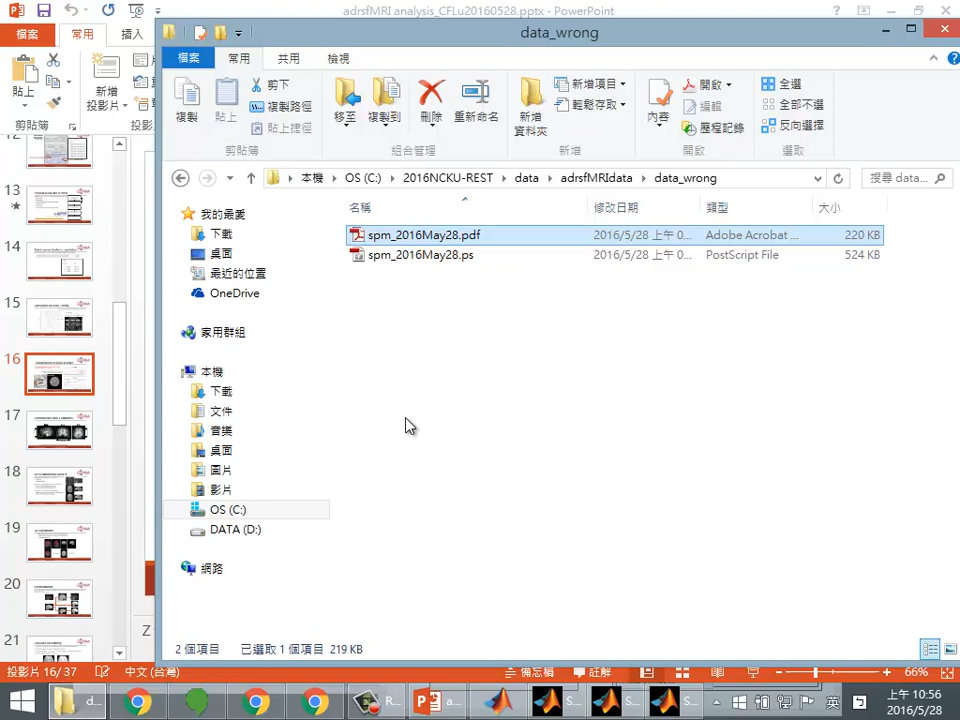 adrsfMRI analysis_CFLu20160528.pptx - PowerPoint
檔案
常用
插入
貼上
新增
投影片
剪貼簿
投影
data_wrong
檔案
常用
共用
檢視
複製
貼上
剪下
複製路徑
貼上捷徑
剪貼簿
移至
複製到
刪除
重新命名
組合管理
新增
資料夾
新增項目
輕鬆存取
新增
內容
開啟
編輯
歷程記錄
開啟
全選
全部不選
反向選擇
選取
本機
OS (C:)
2016NCKU-REST
data
adrsfMRIdata
data_wrong
搜尋 data...
名稱
修改日期
類型
大小
spm_2016May28.pdf
2016/5/28 上午 0...
Adobe Acrobat ...
220 KB
spm_2016May28.ps
2016/5/28 上午 0...
PostScript File
524 KB
我的最愛
下載
桌面
最近的位置
OneDrive
家用群組
本機
下載
文件
音樂
桌面
圖片
影片
OS (C:)
DATA (D:)
網路
2 個項目
已選取 1 個項目 219 KB
12
13
14
15
16
17
18
19
20
21
投影片 16/37
中文 (台灣)
備忘稿
註解
66%
d...
R...
a...
S...
S...
S...
英
上午 10:56
2016/5/28